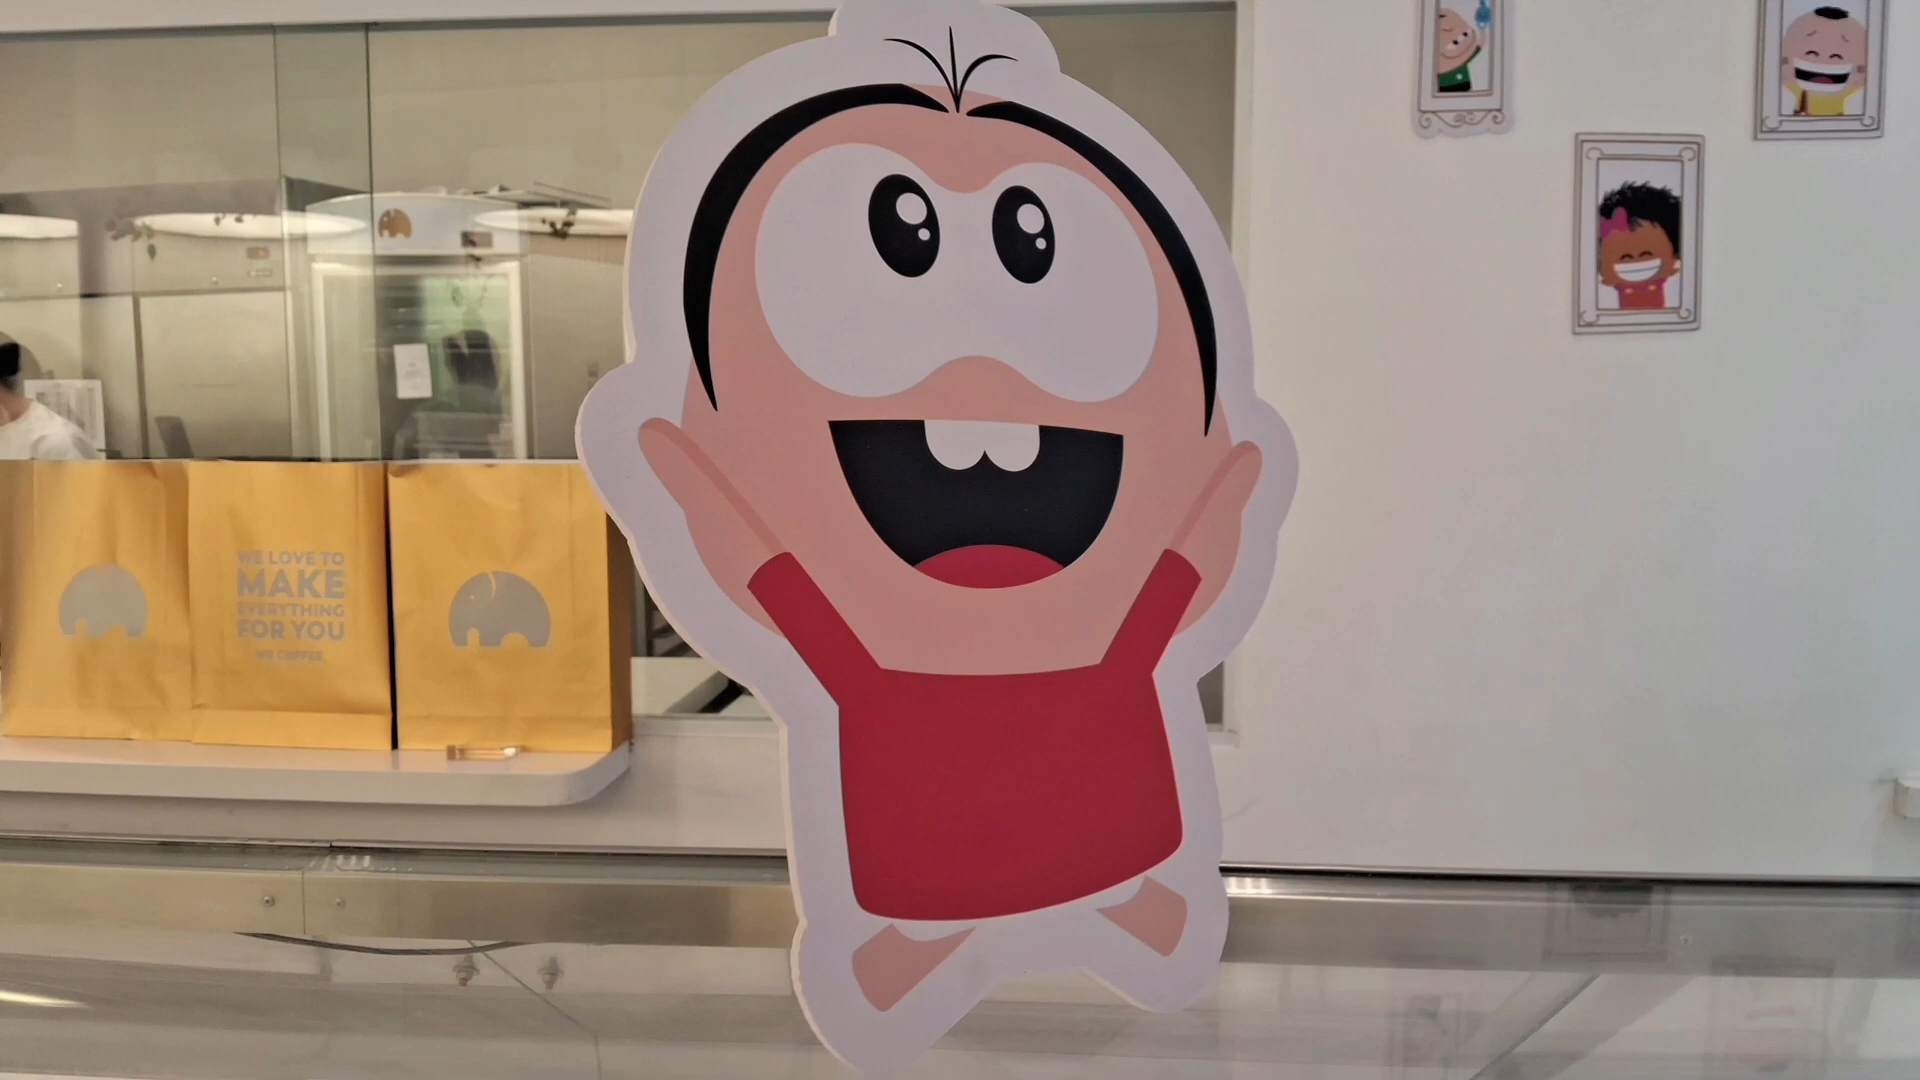 WE LOVE TO
MAKE
EVERYTHING
FOR YOU
WE COFFEE